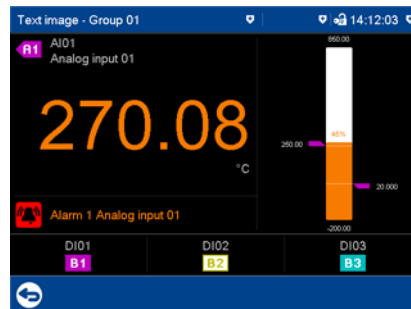 Text image - Group 01
14:12:03
A1
AI01
Analog input 01
270.08
°C
Alarm 1 Analog input 01
850.00
45%
250.00
20.000
-200.00
DI01
DI02
DI03
B1
B2
B3